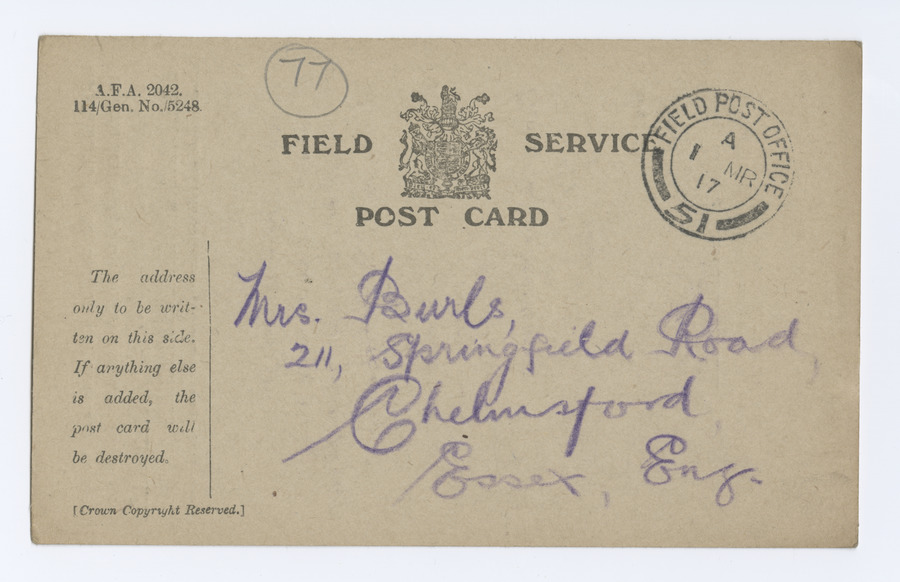 A.F.A. 2042.
114/Gen. No./5248.
77
FIELD SERVICE
POST CARD
FIELD POST OFFICE
A
1 MR
17
51
The address
only to be writ-
ten on this side.
If anything else
is added, the
post card will
be destroyed.
[Crown Copyright Reserved.]
Mrs. Burls,
211, Springfield Road,
Chelmsford
Essex, Eng.